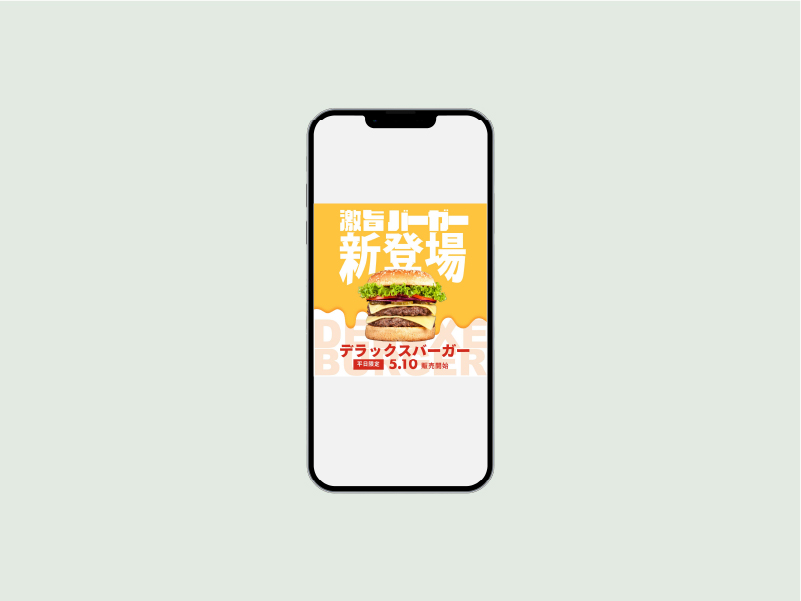 激旨バーガー
新登場
DELUXE
BURGER
デラックスバーガー
平日限定 5.10 販売開始